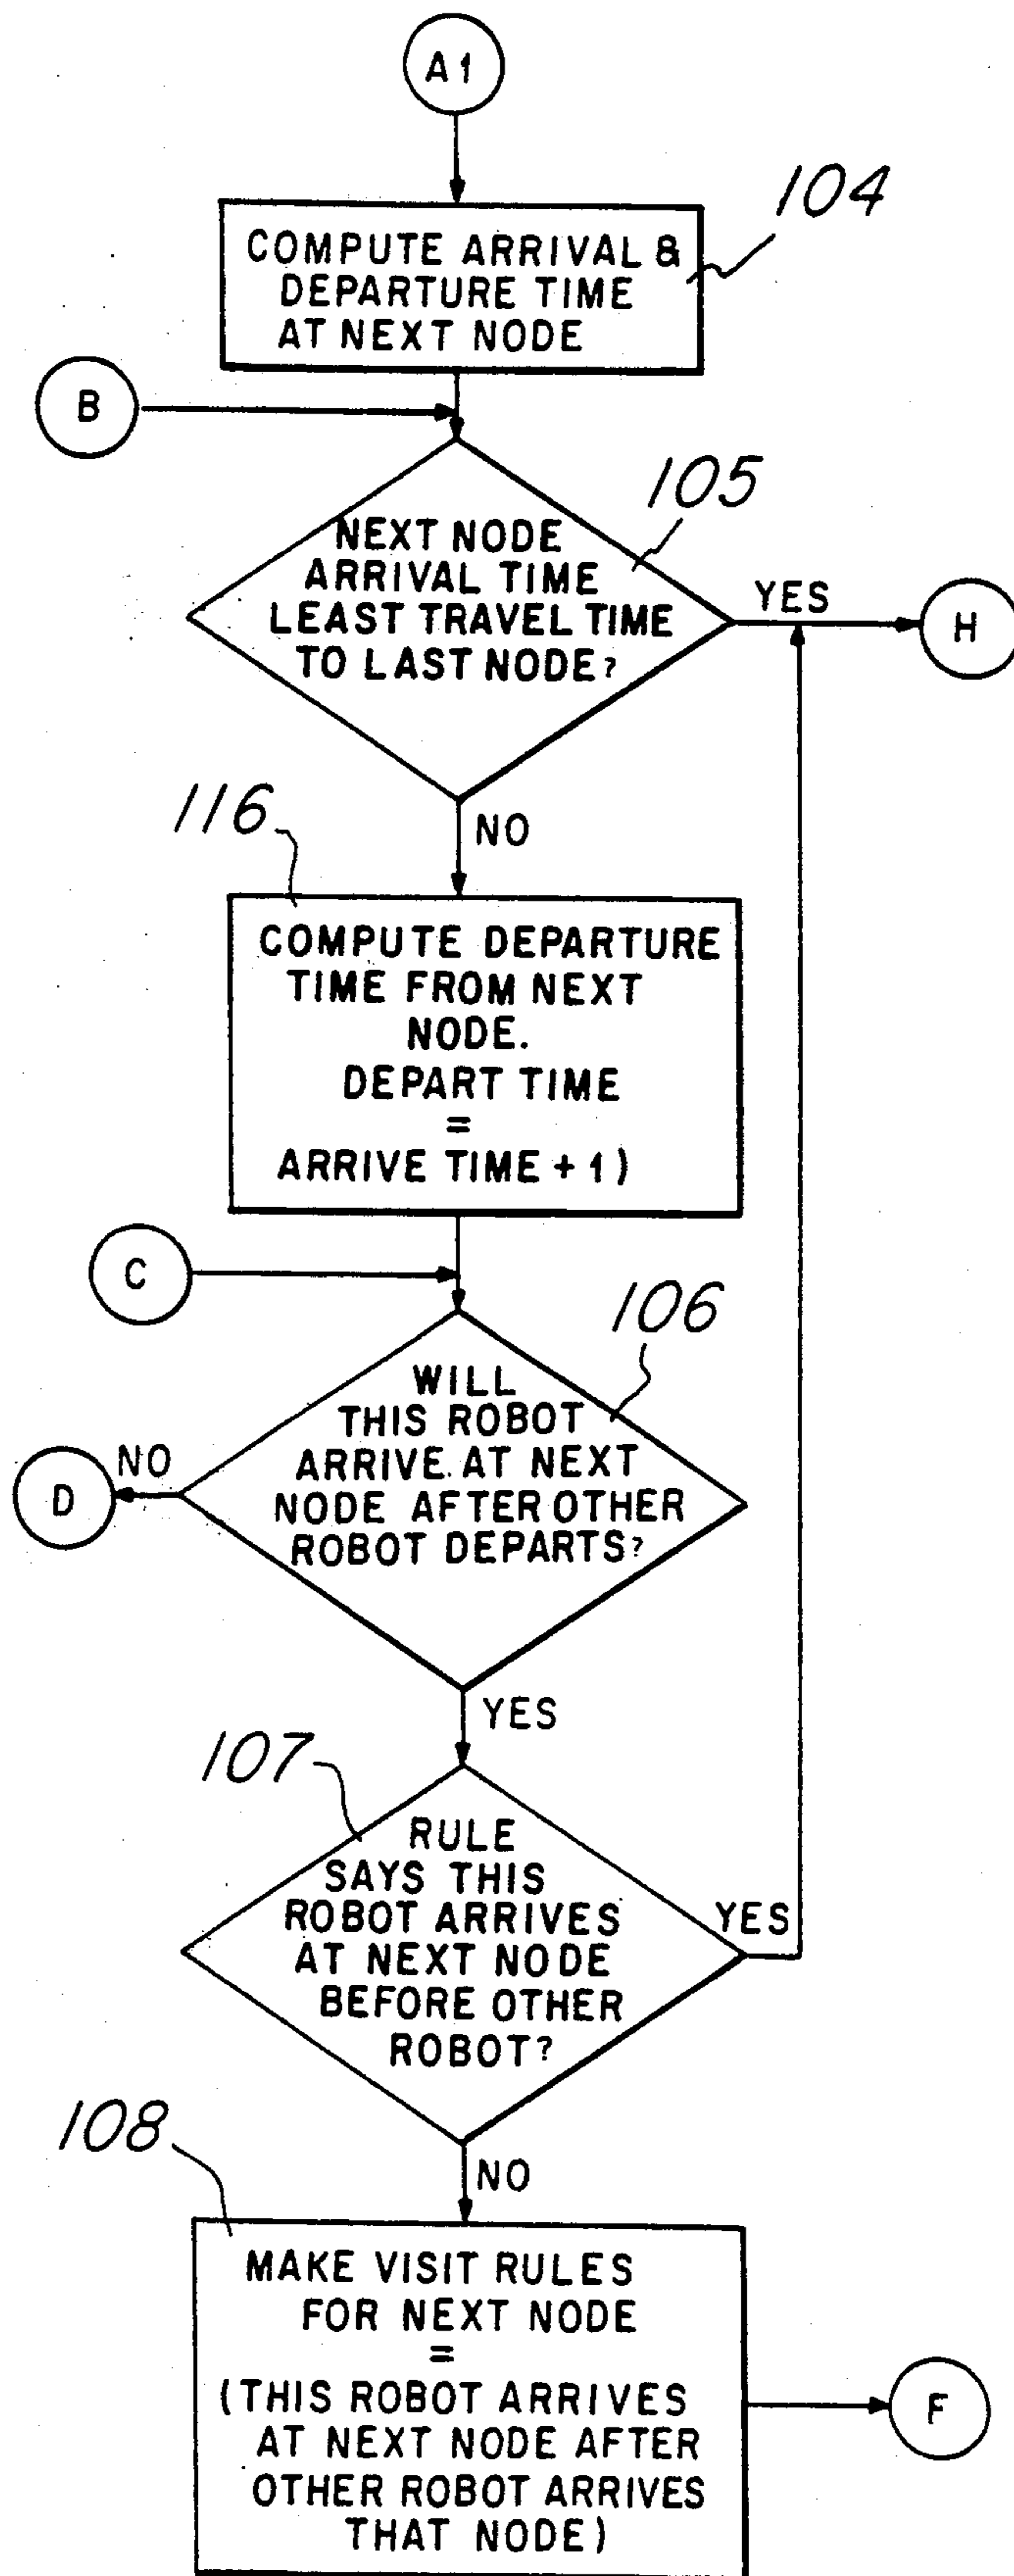 A1
104
COMPUTE ARRIVAL &
DEPARTURE TIME
AT NEXT NODE
B
105
NEXT NODE
ARRIVAL TIME
LEAST TRAVEL TIME
TO LAST NODE?
YES
H
NO
116
COMPUTE DEPARTURE
TIME FROM NEXT
NODE.
DEPART TIME
=
ARRIVE TIME + 1)
C
106
WILL
THIS ROBOT
ARRIVE. AT NEXT
NODE AFTER OTHER
ROBOT DEPARTS?
NO
D
YES
107
RULE
SAYS THIS
ROBOT ARRIVES
AT NEXT NODE
BEFORE OTHER
ROBOT?
YES
NO
108
MAKE VISIT RULES
FOR NEXT NODE
=
(THIS ROBOT ARRIVES
AT NEXT NODE AFTER
OTHER ROBOT ARRIVES
THAT NODE)
F